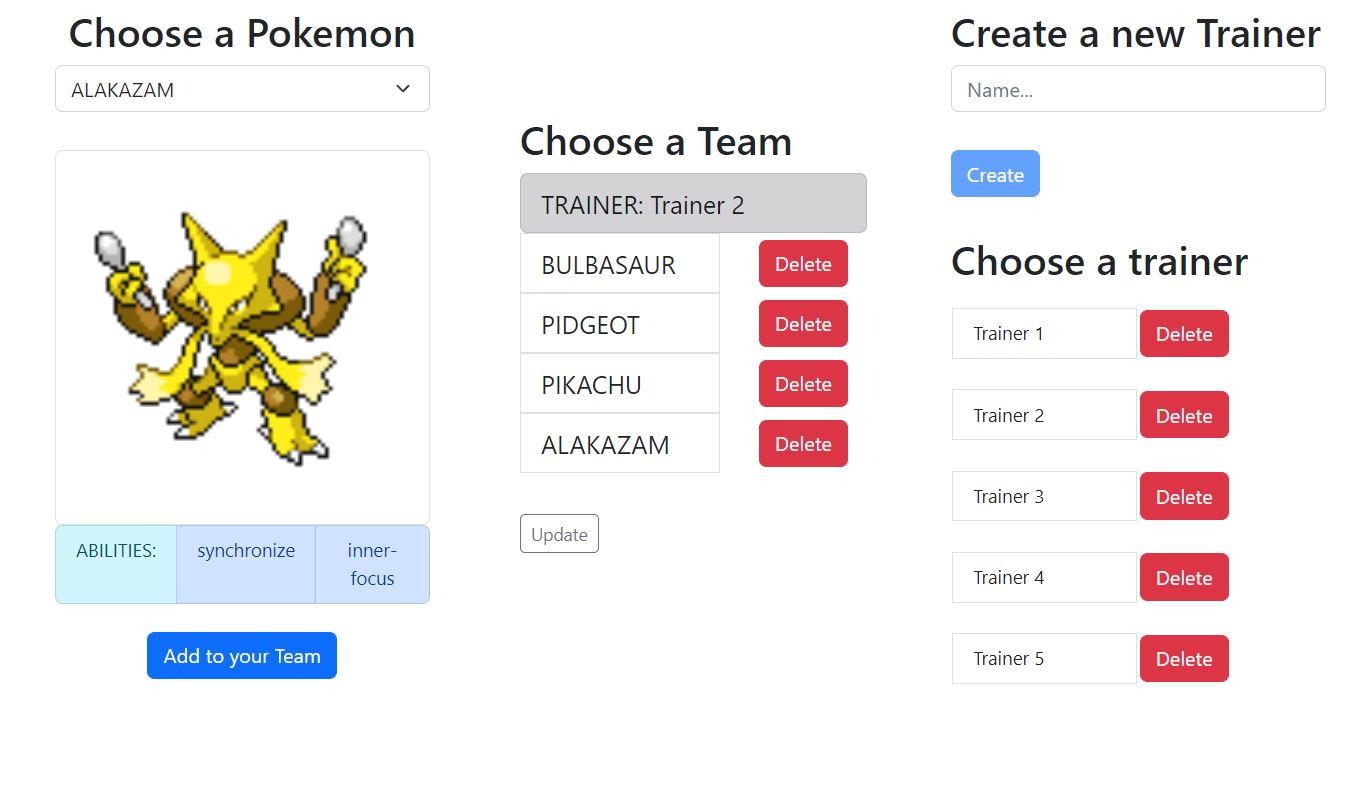 Choose a Pokemon
ALAKAZAM
ABILITIES:
synchronize
inner-
focus
Add to your Team
Choose a Team
TRAINER: Trainer 2
BULBASAUR Delete
PIDGEOT Delete
PIKACHU Delete
ALAKAZAM Delete
Update
Create a new Trainer
Name...
Create
Choose a trainer
Trainer 1 Delete
Trainer 2 Delete
Trainer 3 Delete
Trainer 4 Delete
Trainer 5 Delete